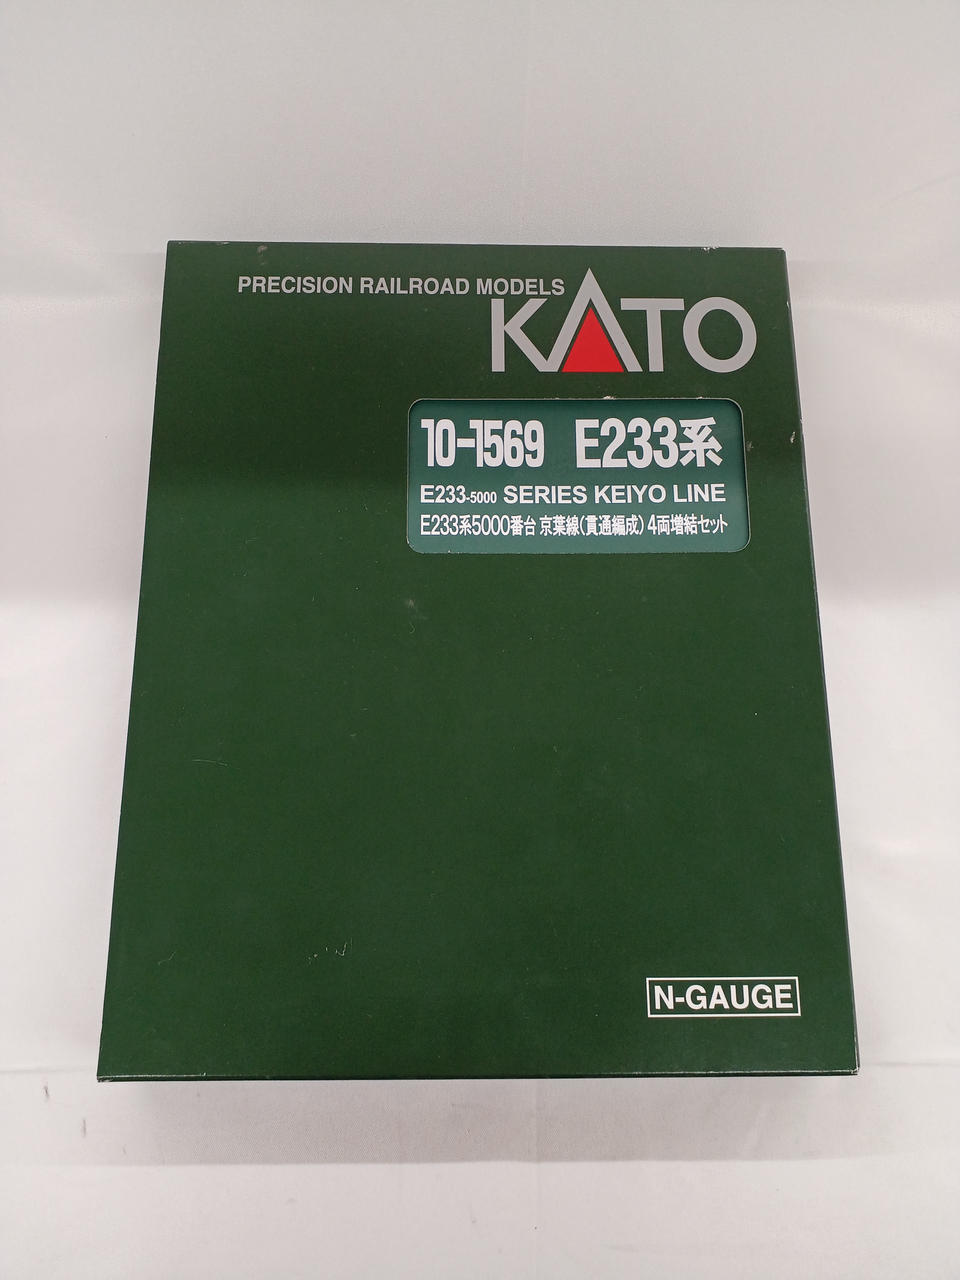 PRECISION RAILROAD MODELS
KATO
10-1569 E233系
E233-5000 SERIES KEIYO LINE
E233系5000番台 京葉線(貫通編成) 4両増結セット
N-GAUGE